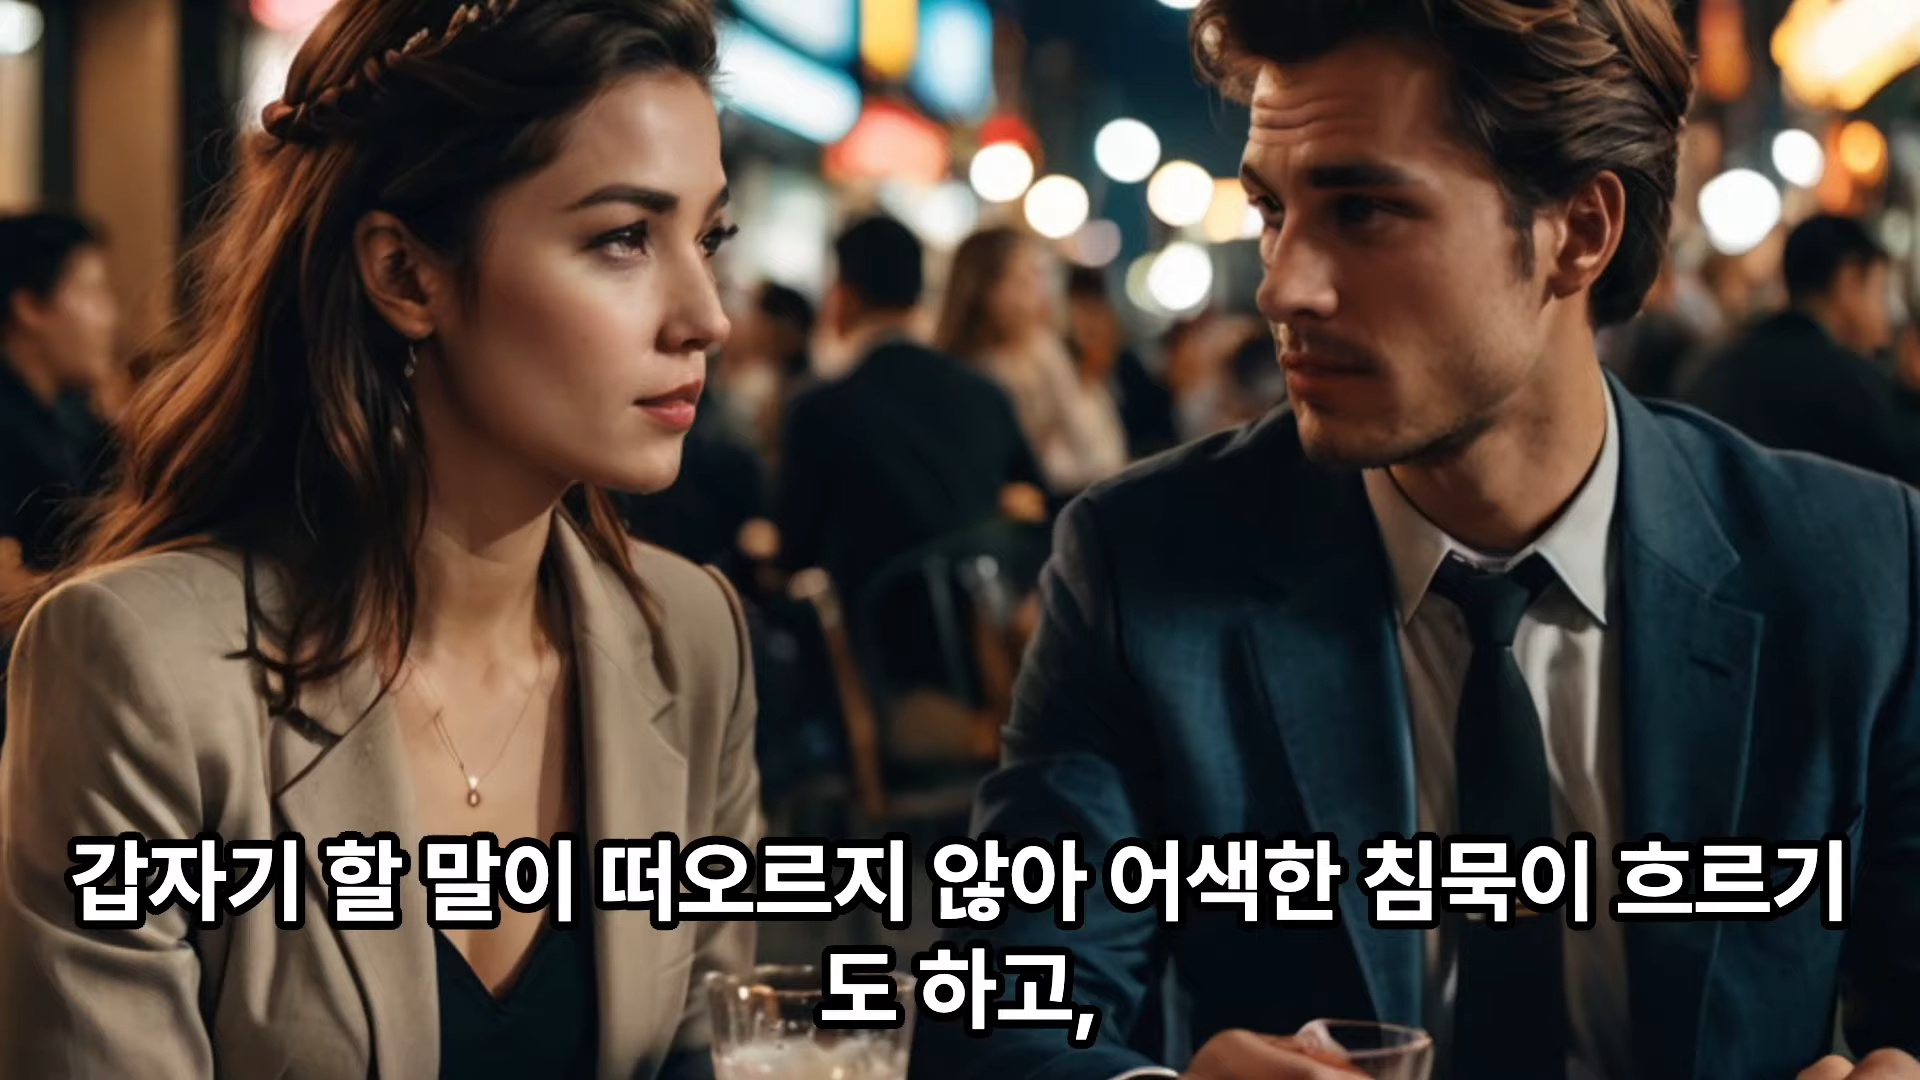 갑자기 할 말이 떠오르지 않아 어색한 침묵이 흐르기
도 하고,